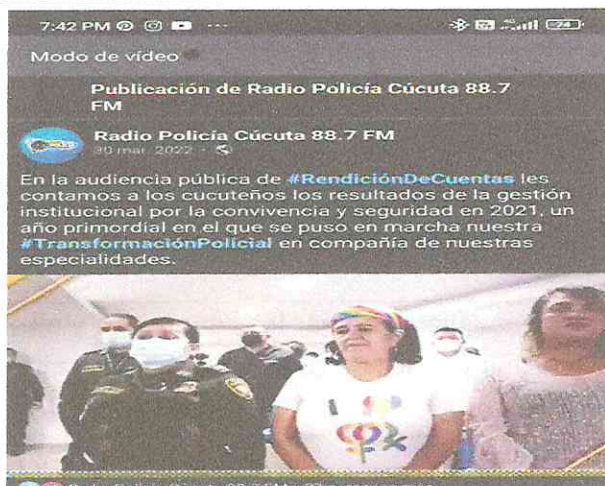 7:42 PM
4G
24
Modo de vídeo
Publicación de Radio Policía Cúcuta 88.7
FM
Radio Policía Cúcuta 88.7 FM
30 mar. 2022
En la audiencia pública de #RendiciónDeCuentas les
contamos a los cucuteños los resultados de la gestión
institucional por la convivencia y seguridad en 2021, un
año primordial en el que se puso en marcha nuestra
#TransformaciónPolicial en compañía de nuestras
especialidades.